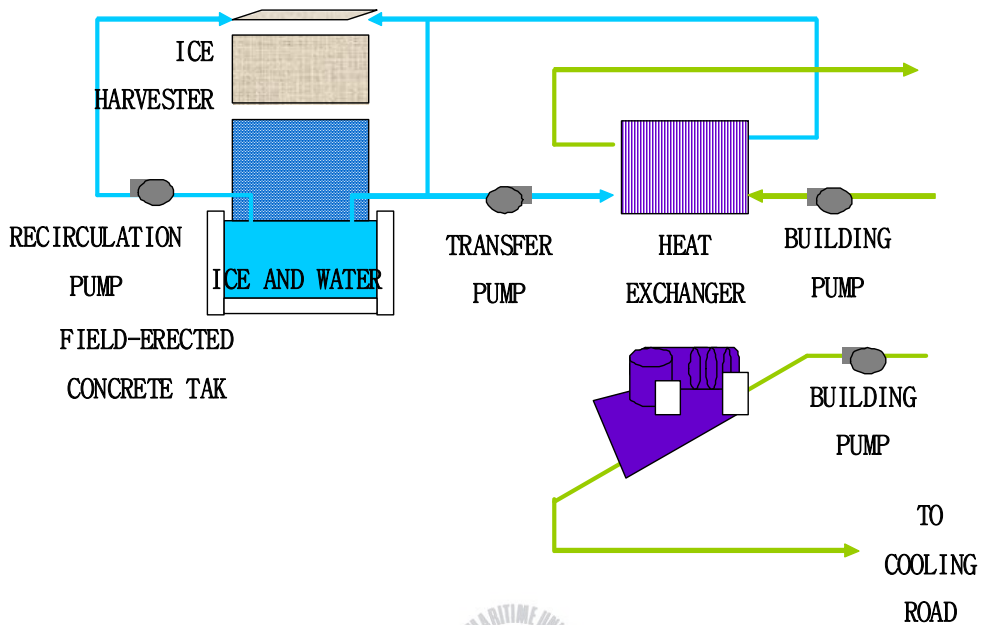 ICE
HARVESTER
RECIRCULATION
PUMP
ICE AND WATER
FIELD-ERECTED
CONCRETE TAK
TRANSFER
PUMP
HEAT
EXCHANGER
BUILDING
PUMP
BUILDING
PUMP
TO
COOLING
ROAD
MARITIME